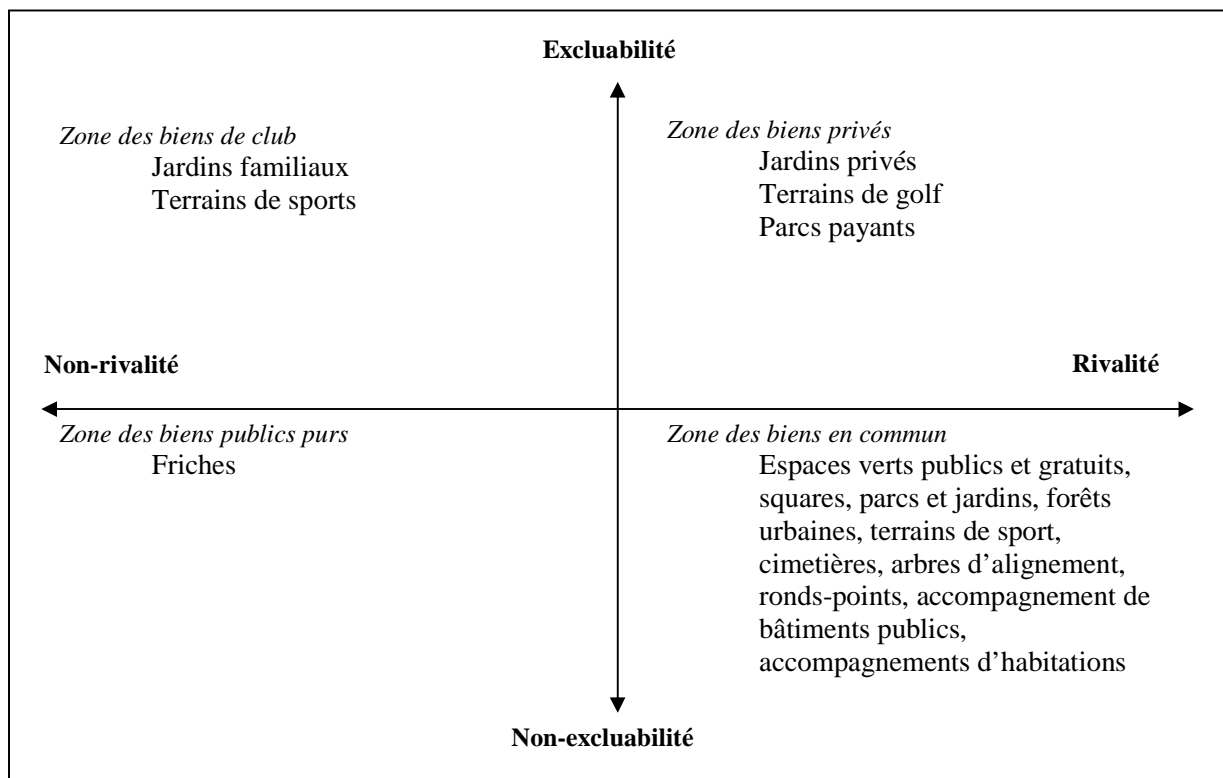 Excluabilité
Zone des biens de club
Jardins familiaux
Terrains de sports
Zone des biens privés
Jardins privés
Terrains de golf
Parcs payants
Non-rivalité
Rivalité
Zone des biens publics purs
Friches
Zone des biens en commun
Espaces verts publics et gratuits,
squares, parcs et jardins, forêts
urbaines, terrains de sport,
cimetières, arbres d’alignement,
ronds-points, accompagnement de
bâtiments publics,
accompagnements d’habitations
Non-excluabilité